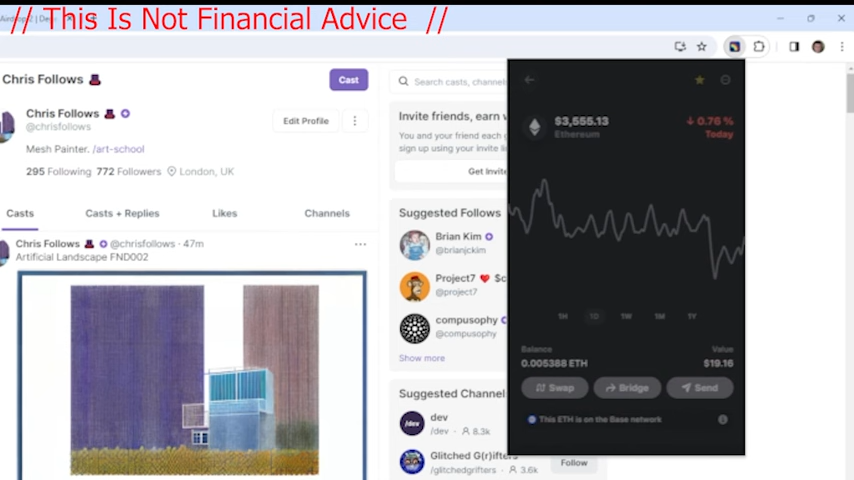 // This Is Not Financial Advice //
Chris Follows
Cast
Search casts, channels
Chris Follows
@chrisfollows
Edit Profile
Mesh Painter. /art-school
295 Following 772 Followers London, UK
Casts
Casts + Replies
Likes
Channels
Chris Follows @chrisfollows · 47m
Artificial Landscape FND002
Invite friends, earn
You and your friend each
sign up using your invite
Get Invite
Suggested Follows
Brian Kim
@brianjckim
Project7 $c
@project7
compusophy
@compusophy
Show more
Suggested Channel
dev
/dev · 8.3k
Glitched G(r)ifters
/glitchedgrifters · 3.6k
Follow
$3,555.13
Ethereum
0.76 %
Today
1H 1D 1W 1M 1Y
Balance
0.005388 ETH
Value
$19.16
Swap
Bridge
Send
This ETH is on the Base network